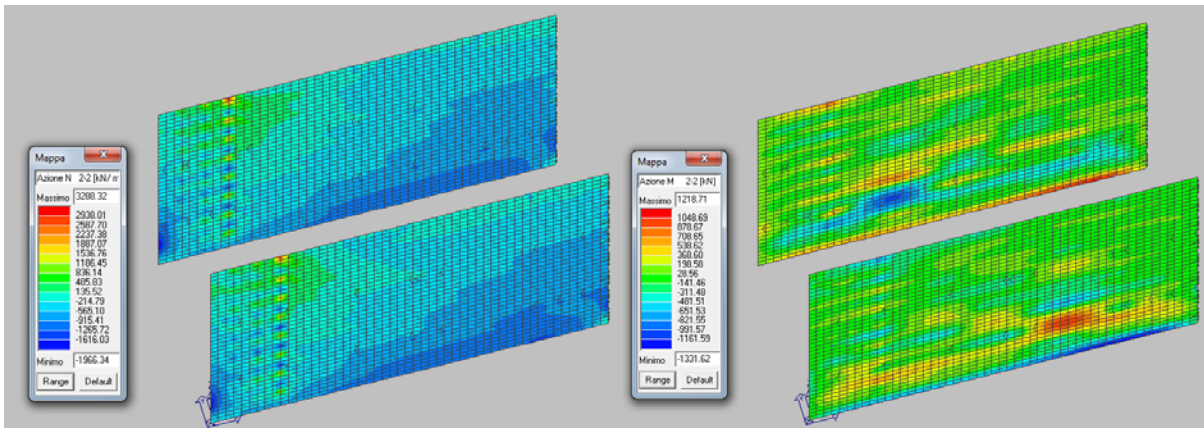 Mappa
Azione N 2-2 [kN/ m
Massimo 3288.32
2938.01
2587.70
2237.38
1887.07
1536.76
1186.45
836.14
485.83
135.52
-214.79
-565.10
-915.41
-1265.72
-1616.03
Minimo -1966.34
Range Default
Mappa
Azione M 2-2 [kN]
Massimo 1218.71
1048.69
878.67
708.65
538.62
368.60
198.58
28.56
-141.46
-311.48
-481.51
-651.53
-821.55
-991.57
-1161.59
Minimo -1331.62
Range Default